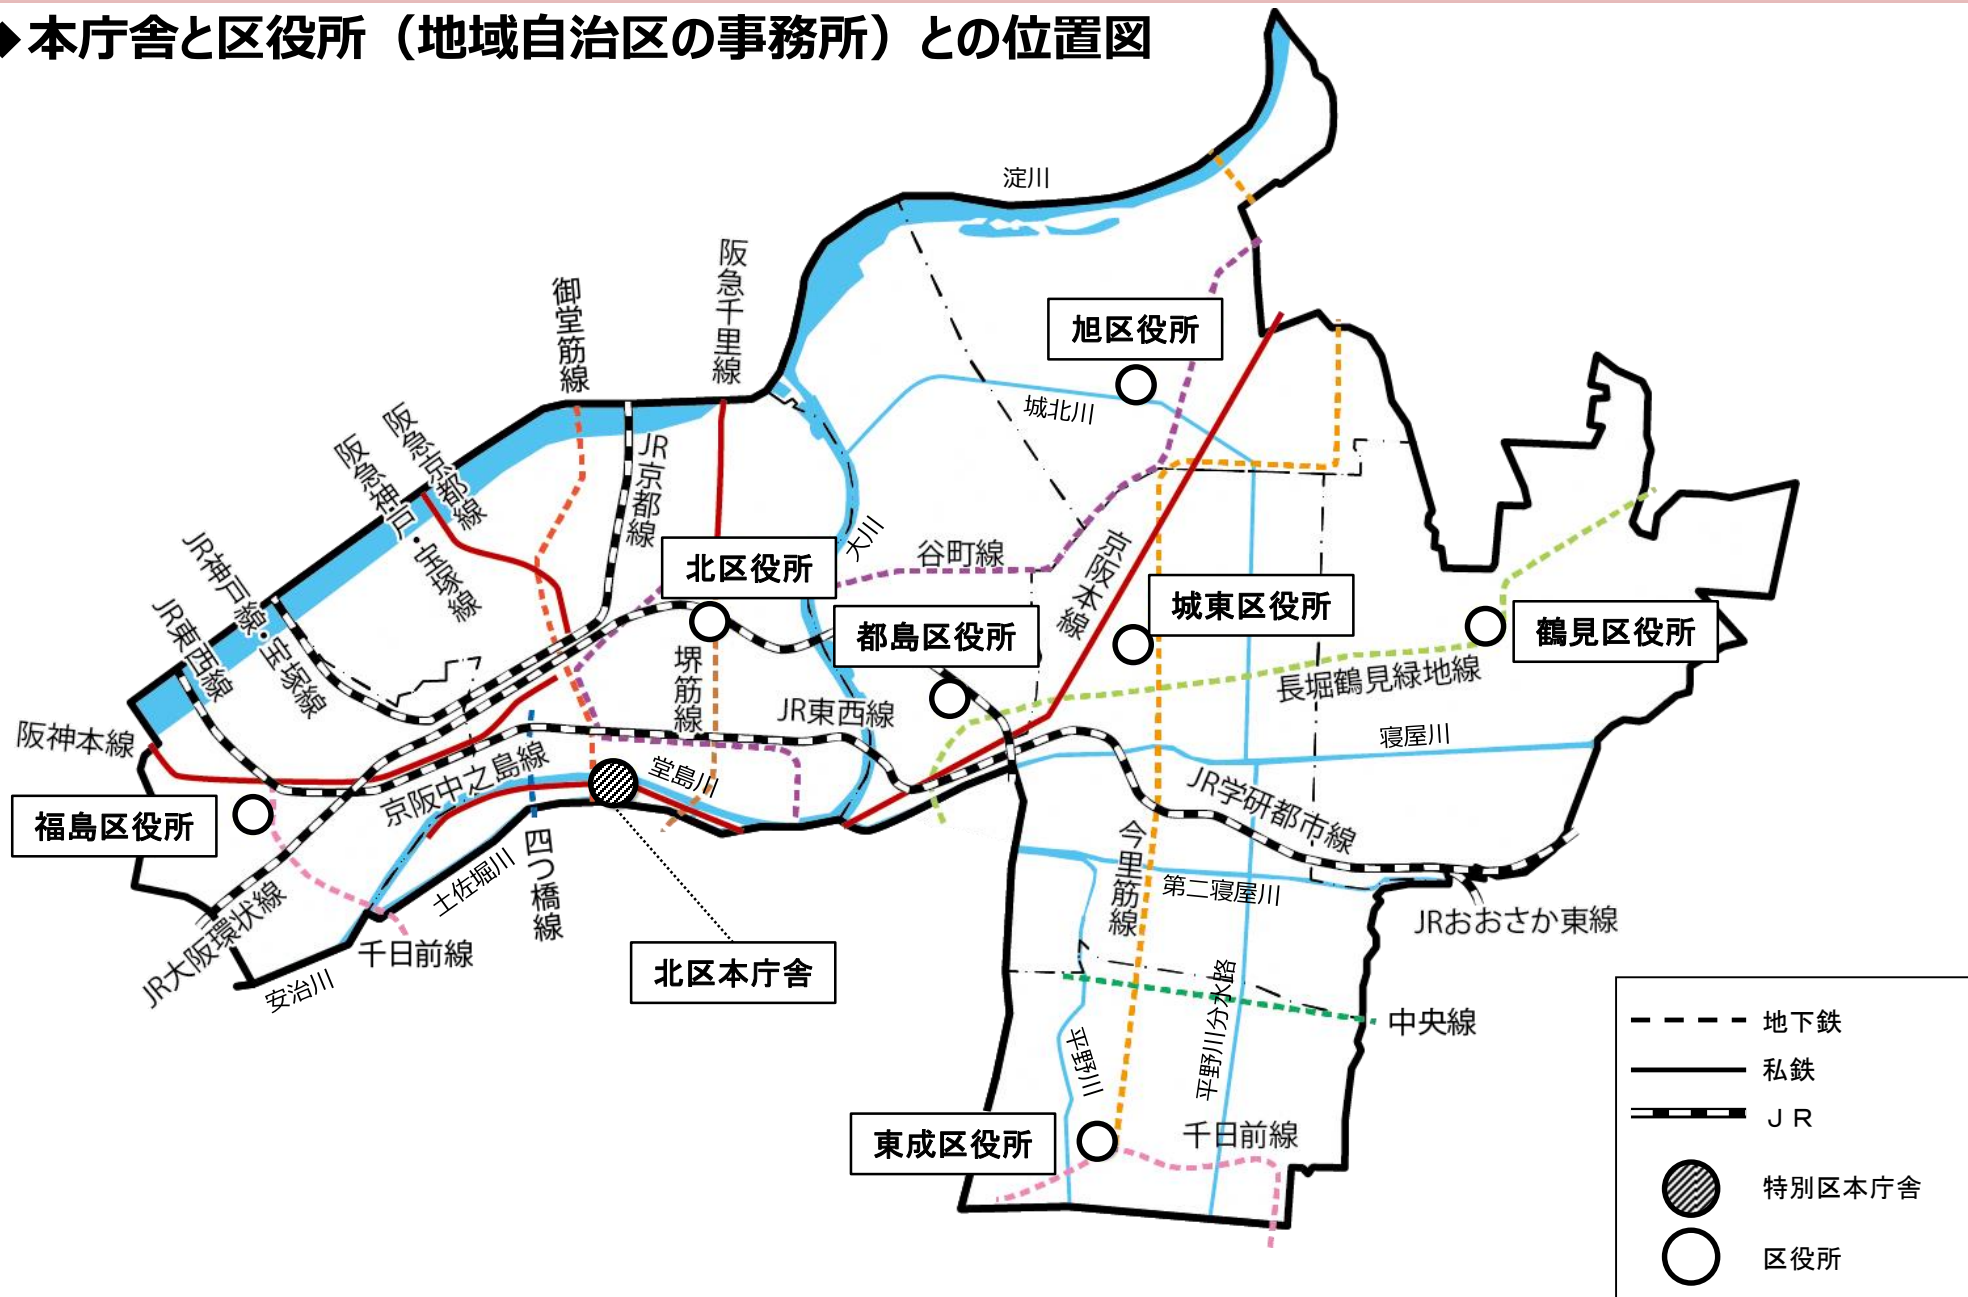 ◆本庁舎と区役所（地域自治区の事務所）との位置図
淀川
阪急千里線
御堂筋線
旭区役所
城北川
阪急京都線
阪急神戸・宝塚線
JR京都線
大川
谷町線
京阪本線
北区役所
JR神戸線・宝塚線
JR東西線
都島区役所
城東区役所
鶴見区役所
堺筋線
長堀鶴見緑地線
JR東西線
阪神本線
寝屋川
京阪中之島線
堂島川
JR学研都市線
福島区役所
四つ橋線
今里筋線
土佐堀川
第二寝屋川
JR大阪環状線
千日前線
JRおおさか東線
安治川
北区本庁舎
平野川分水路
中央線
平野川
東成区役所
千日前線
地下鉄
私鉄
ＪＲ
特別区本庁舎
区役所